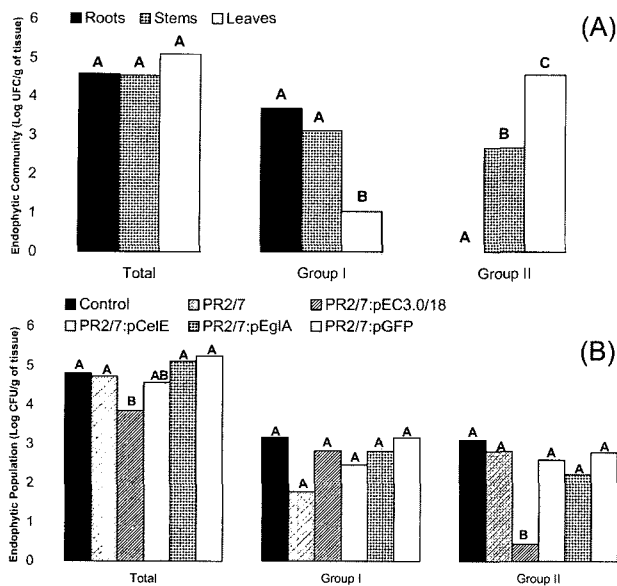 Roots Stems Leaves
(A)
Endophytic Community (Log UFC/g of tissue)
6
5
4
3
2
1
0
A A A
A A B
A B C
Total Group I Group II
Control PR2/7 PR2/7:pEC3.0/18
PR2/7:pCelE PR2/7:pEglA PR2/7:pGFP
(B)
Endophytic Population (Log CFU/g of tissue)
6
5
4
3
2
1
0
A A B AB A A
A A A A A A
A A B A A A
Total Group I Group II